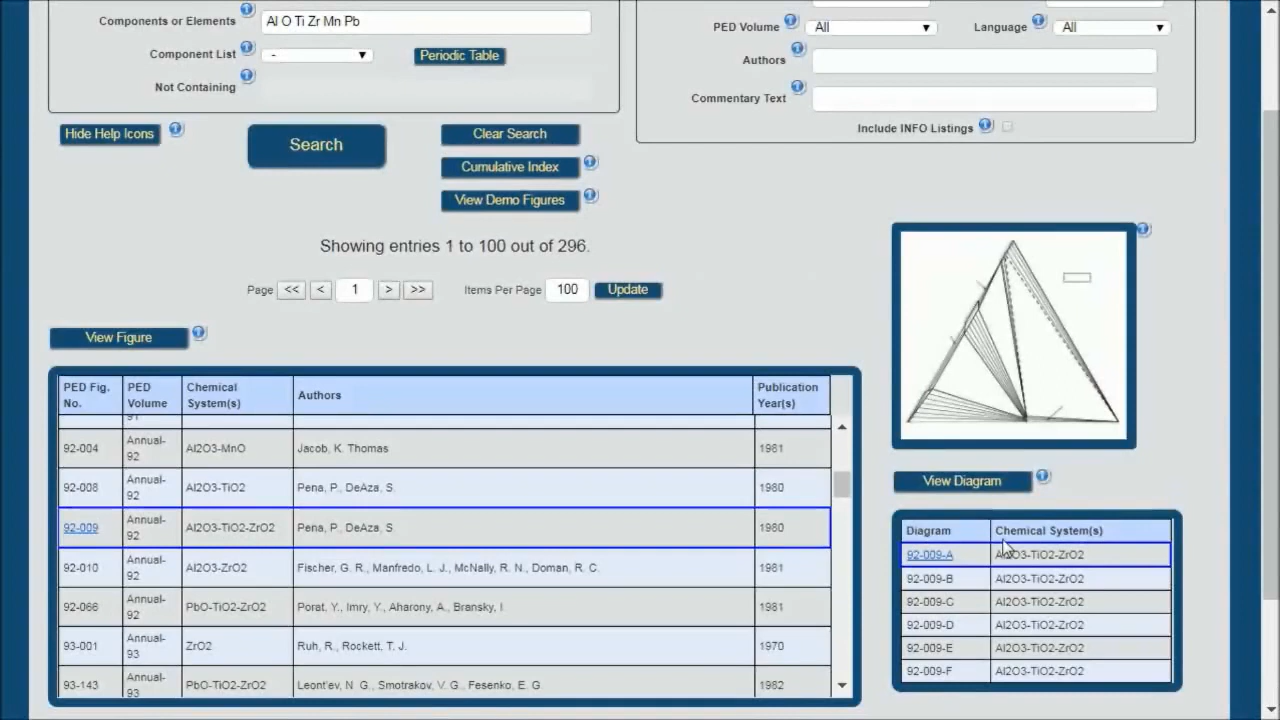 Components or Elements Al O Ti Zr Mn Pb
Component List -
Periodic Table
Not Containing
PED Volume All Language All
Authors
Commentary Text
Include INFO Listings
Hide Help Icons
Search
Clear Search
Cumulative Index
View Demo Figures
Showing entries 1 to 100 out of 296.
Page << < 1 > >> Items Per Page 100 Update
View Figure
PED Fig. No. PED Volume Chemical System(s) Authors Publication Year(s)
91
92-004 Annual-92 Al2O3-MnO Jacob, K. Thomas 1981
92-008 Annual-92 Al2O3-TiO2 Pena, P., DeAza, S. 1980
92-009 Annual-92 Al2O3-TiO2-ZrO2 Pena, P., DeAza, S. 1980
92-010 Annual-92 Al2O3-ZrO2 Fischer, G. R., Manfredo, L. J., McNally, R. N., Doman, R. C. 1981
92-066 Annual-92 PbO-TiO2-ZrO2 Porat, Y., Imry, Y., Aharony, A., Bransky, I. 1981
93-001 Annual-93 ZrO2 Ruh, R., Rockett, T. J. 1970
93-143 Annual-93 PbO-TiO2-ZrO2 Leont'ev, N. G., Smotrakov, V. G., Fesenko, E. G. 1982
View Diagram
Diagram Chemical System(s)
92-009-A Al2O3-TiO2-ZrO2
92-009-B Al2O3-TiO2-ZrO2
92-009-C Al2O3-TiO2-ZrO2
92-009-D Al2O3-TiO2-ZrO2
92-009-E Al2O3-TiO2-ZrO2
92-009-F Al2O3-TiO2-ZrO2